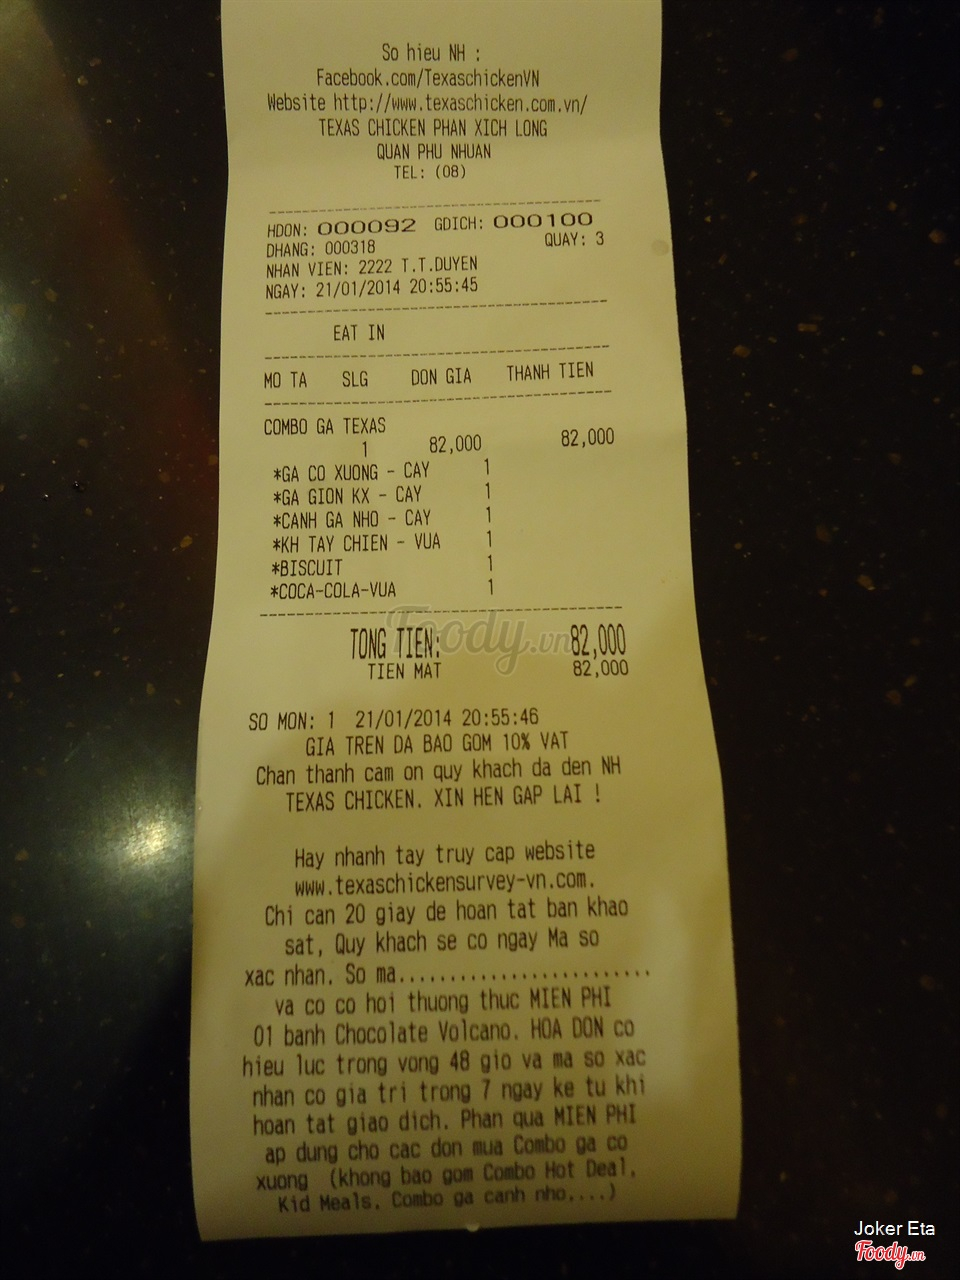 So hieu NH :
Facebook.com/TexaschickenVN
Website http://www.texaschicken.com.vn/
TEXAS CHICKEN PHAN XICH LONG
QUAN PHU NHUAN
TEL: (08)
HDON: 000092 GDICH: 000100
DHANG: 000318 QUAY: 3
NHAN VIEN: 2222 T.T.DUYEN
NGAY: 21/01/2014 20:55:45
EAT IN
MO TA SLG DON GIA THANH TIEN
COMBO GA TEXAS
1 82,000 82,000
*GA CO XUONG - CAY 1
*GA GION KX - CAY 1
*CANH GA NHO - CAY 1
*KH TAY CHIEN - VUA 1
*BISCUIT 1
*COCA-COLA-VUA 1
Foody.vn
TONG TIEN: 82,000
TIEN MAT 82,000
SO MON: 1 21/01/2014 20:55:46
GIA TREN DA BAO GOM 10% VAT
Chan thanh cam on quy khach da den NH
TEXAS CHICKEN. XIN HEN GAP LAI !
Hay nhanh tay truy cap website
www.texaschickensurvey-vn.com.
Chi can 20 giay de hoan tat ban khao
sat, Quy khach se co ngay Ma so
xac nhan. So ma.........................
va co co hoi thuong thuc MIEN PHI
01 banh Chocolate Volcano. HOA DON co
hieu luc trong vong 48 gio va ma so xac
nhan co gia tri trong 7 ngay ke tu khi
hoan tat giao dich. Phan qua MIEN PHI
ap dung cho cac don mua Combo ga co
xuong (khong bao gom Combo Hot Deal,
Kid Meals, Combo ga canh nho,...)
Joker Eta
Foody.vn